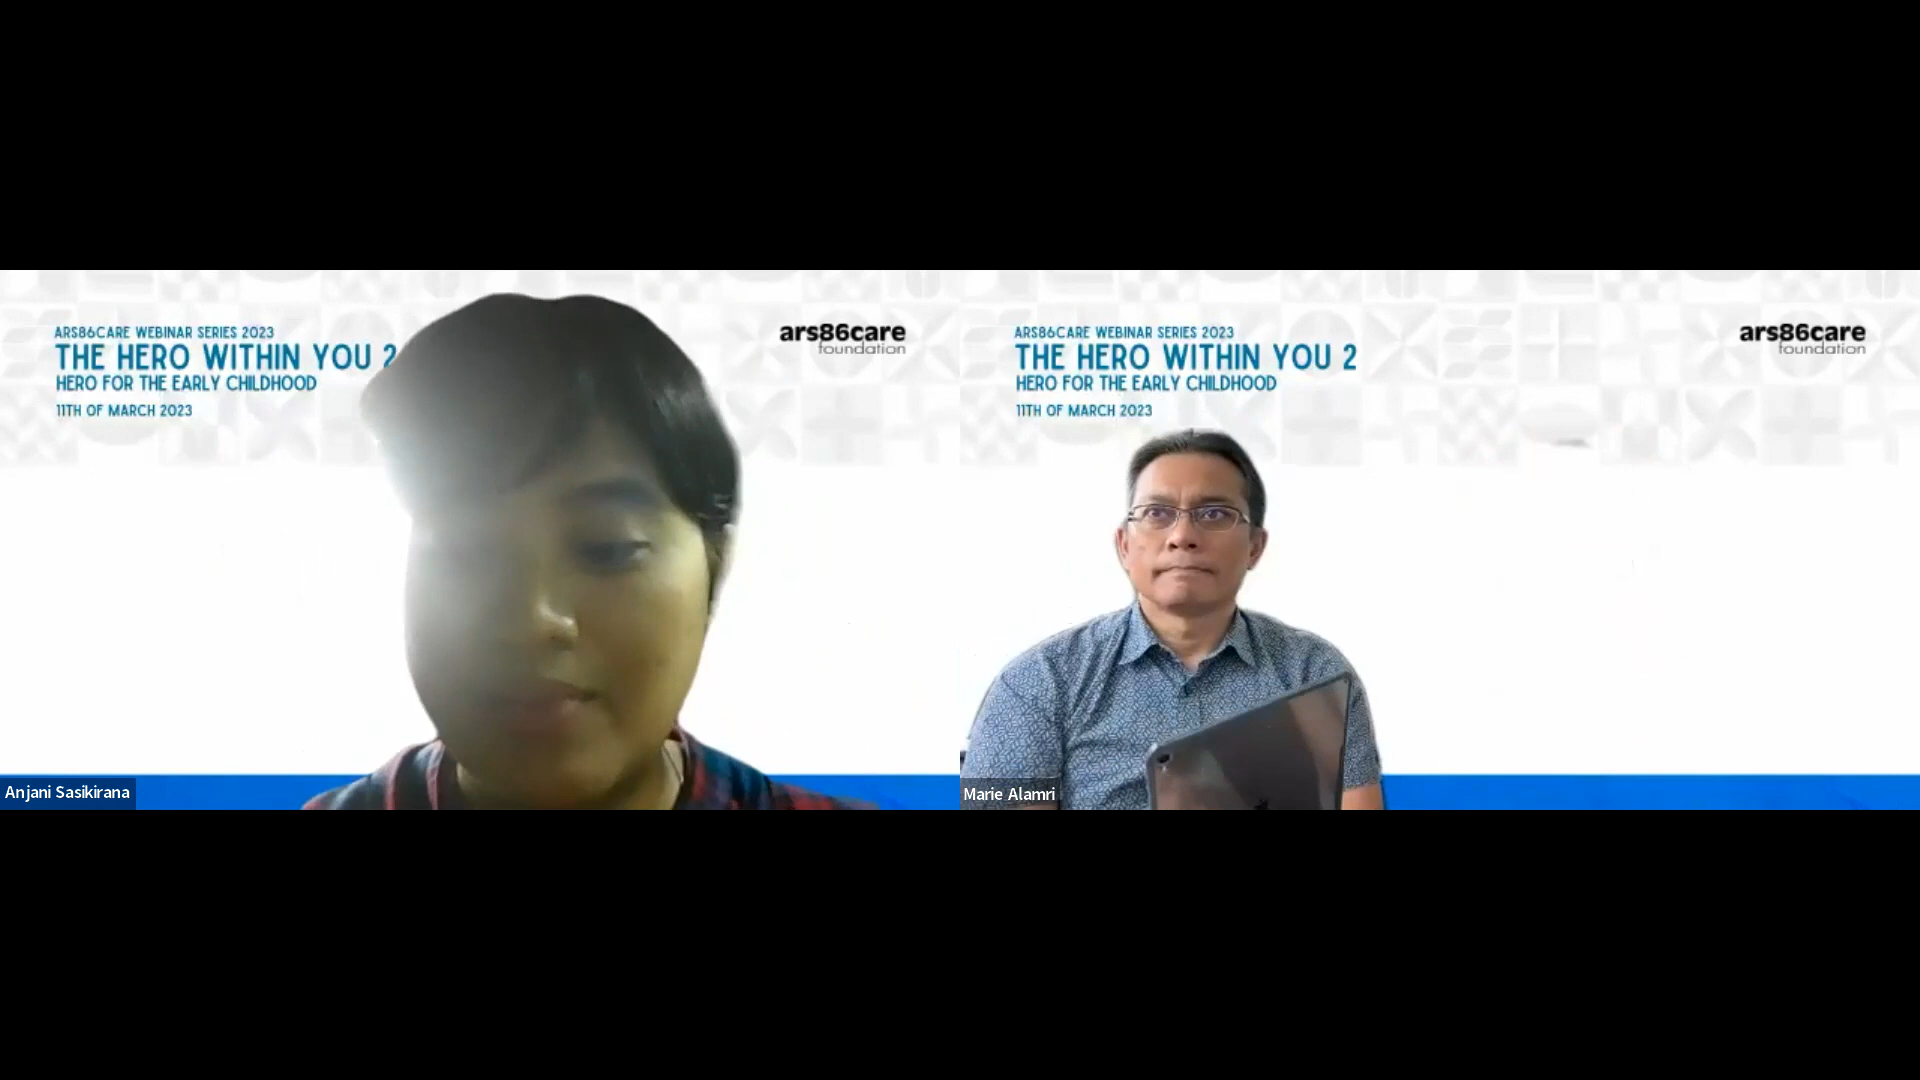 ARS86CARE WEBINAR SERIES 2023
THE HERO WITHIN YOU 2
HERO FOR THE EARLY CHILDHOOD
11TH OF MARCH 2023
ars86care
foundation
Anjani Sasikirana
ARS86CARE WEBINAR SERIES 2023
THE HERO WITHIN YOU 2
HERO FOR THE EARLY CHILDHOOD
11TH OF MARCH 2023
ars86care
foundation
Marie Alamri